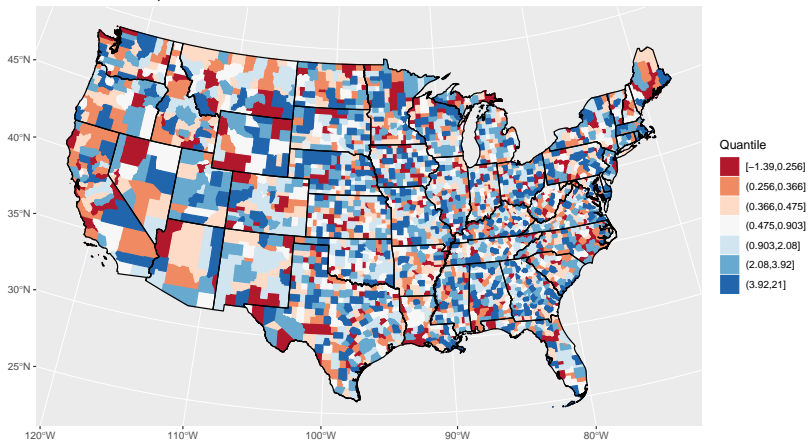 45°N
40°N
35°N
30°N
25°N
120°W
110°W
100°W
90°W
80°W
Quantile
[−1.39,0.256]
(0.256,0.366]
(0.366,0.475]
(0.475,0.903]
(0.903,2.08]
(2.08,3.92]
(3.92,21]